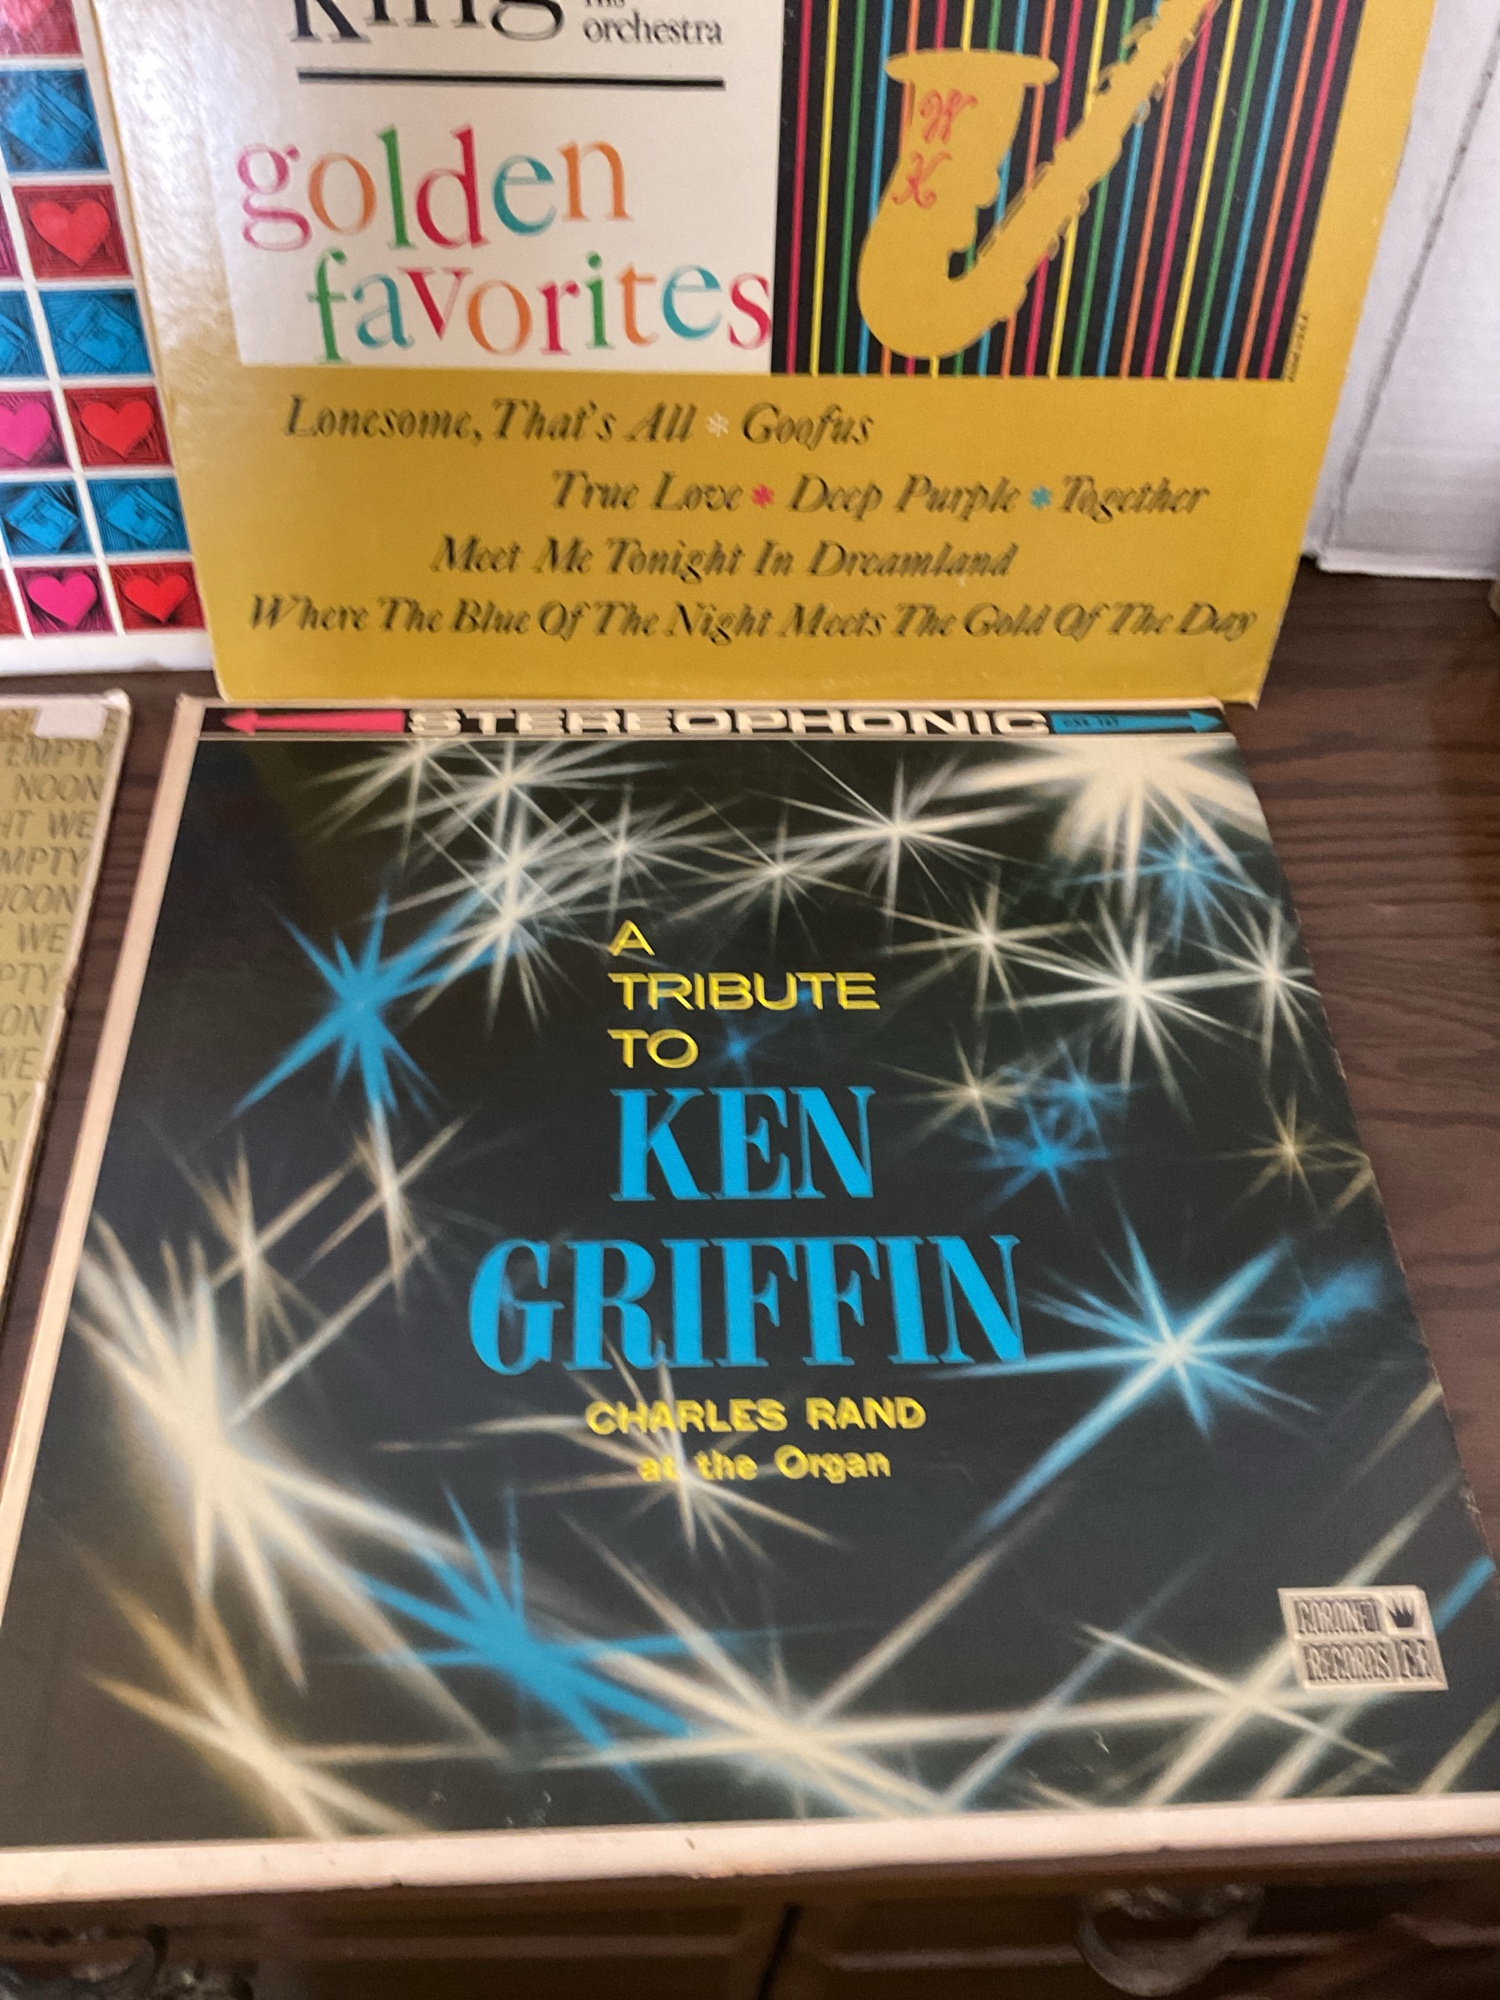 King his
orchestra
golden
favorites
W
K
Lonesome, That's All * Goofus
True Love * Deep Purple * Together
Meet Me Tonight In Dreamland
Where The Blue Of The Night Meets The Gold Of The Day
EMPTY
NOON
HT WE
MPTY
NOON
WE
PTY
ON
WE
TY
N
STEREOPHONIC
A
TRIBUTE
TO
KEN
GRIFFIN
CHARLES RAND
at the Organ
CORONET
RECORDS